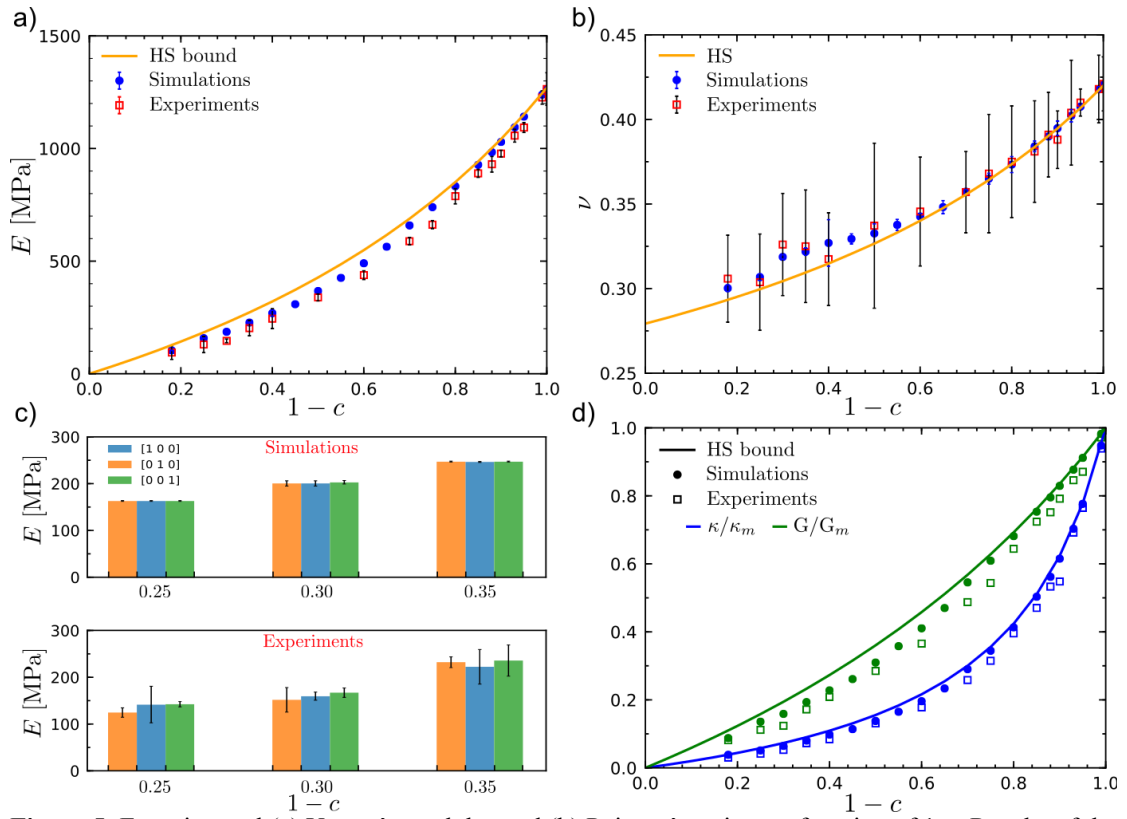 a)
1500
1000
500
0
E [MPa]
HS bound
Simulations
Experiments
0.0 0.2 0.4 0.6 0.8 1.0
1 − c
b)
0.45
0.40
0.35
0.30
0.25
ν
HS
Simulations
Experiments
0.0 0.2 0.4 0.6 0.8 1.0
1 − c
c)
300
200
100
0
E [MPa]
[1 0 0]
[0 1 0]
[0 0 1]
Simulations
0.25 0.30 0.35
300
200
100
0
E [MPa]
Experiments
0.25 0.30 0.35
1 − c
d)
1.0
0.8
0.6
0.4
0.2
0.0
HS bound
Simulations
Experiments
κ/κm G/Gm
0.0 0.2 0.4 0.6 0.8 1.0
1 − c